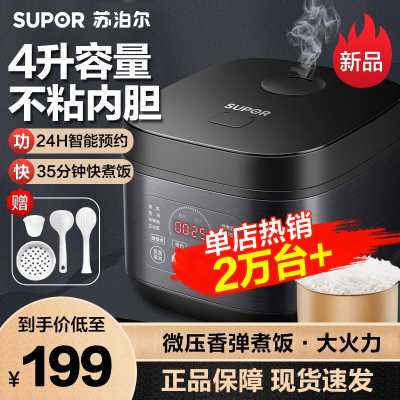 SUPOR 苏泊尔
4升容量
不粘内胆
新品
功 24H智能预约
快 35分钟快煮饭
赠
SUPOR
00:25
单店热销
2万台+
到手价低至
¥199
微压香弹煮饭·大火力
正品保障 现货速发